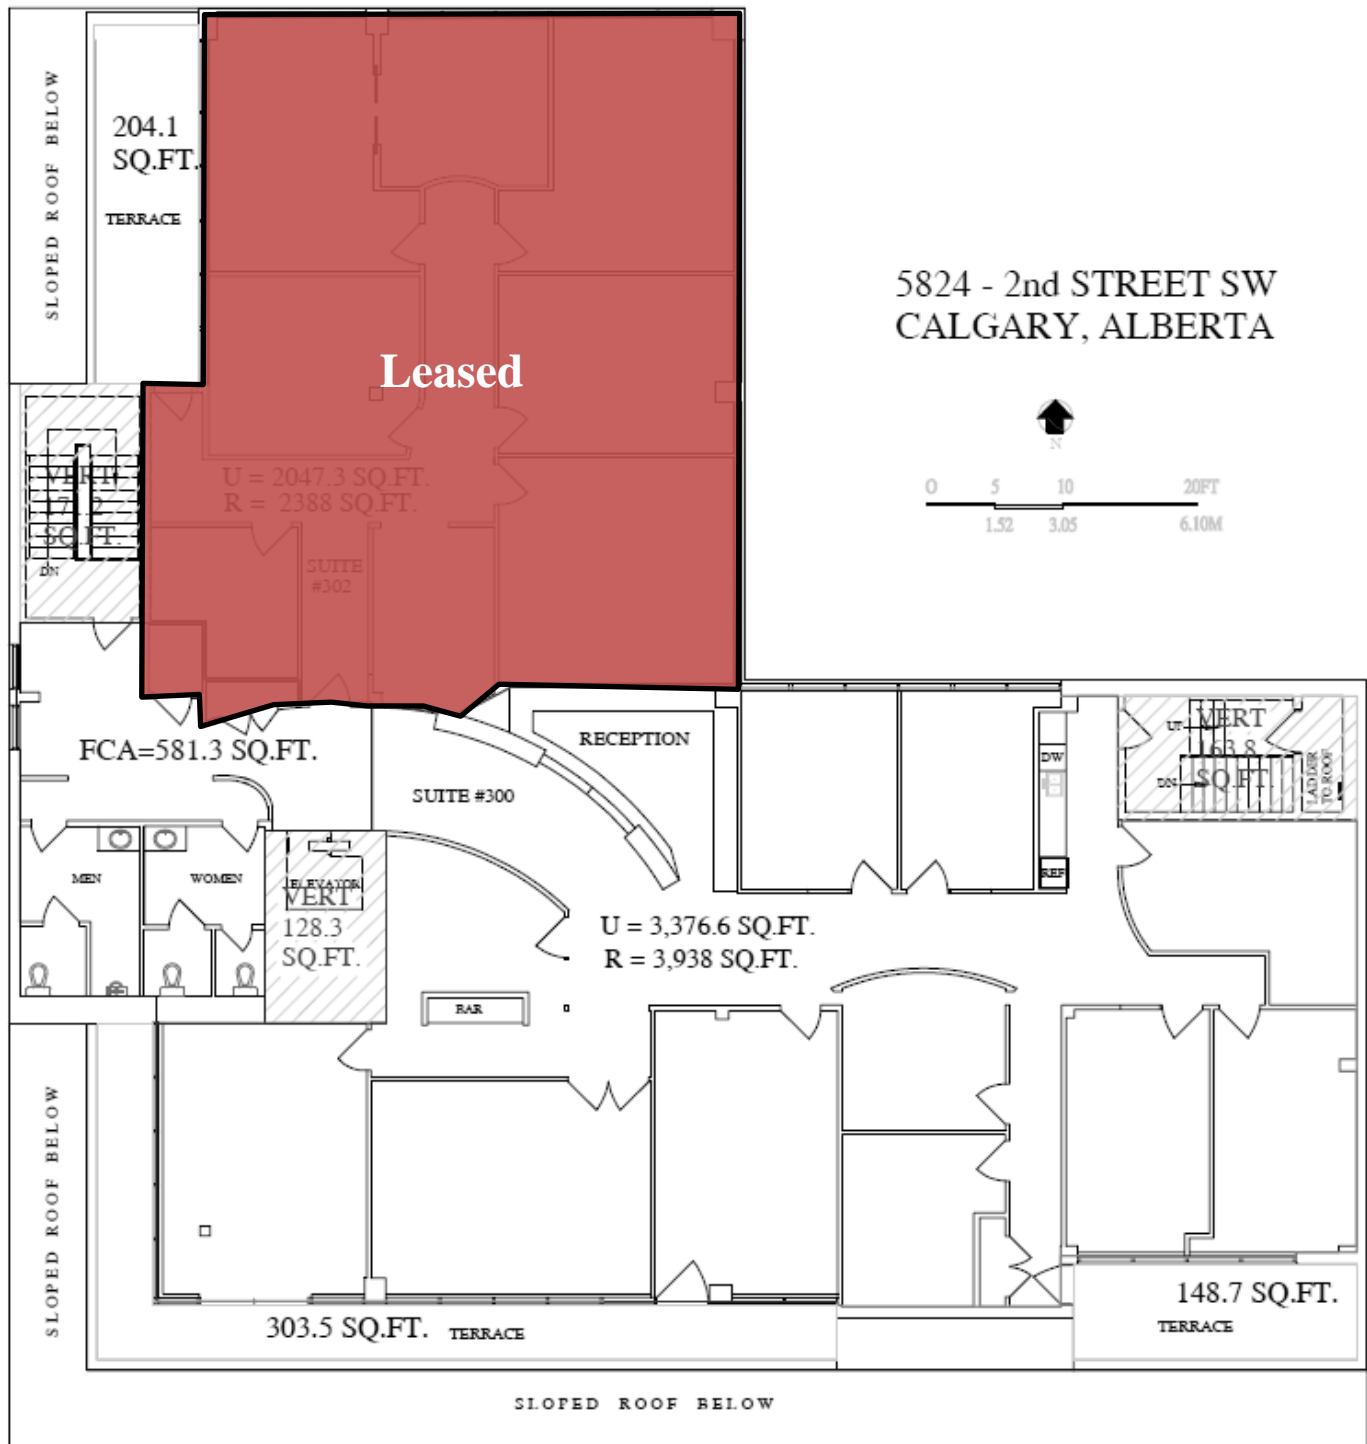 SLOPED ROOF BELOW
204.1
SQ.FT.
TERRACE
5824 - 2nd STREET SW
CALGARY, ALBERTA
Leased
N
0 5 10 20FT
1.52 3.05 6.10M
U = 2047.3 SQ.FT.
R = 2388 SQ.FT.
VERT
SQ.FT.
DN
SUITE
#302
FCA=581.3 SQ.FT.
RECEPTION
SUITE #300
DW
REF
UP
DN
VERT
163.8
SQ.FT.
LADDER
TO ROOF
MEN
WOMEN
ELEVATOR
VERT
128.3
SQ.FT.
U = 3,376.6 SQ.FT.
R = 3,938 SQ.FT.
BAR
SLOPED ROOF BELOW
303.5 SQ.FT. TERRACE
148.7 SQ.FT.
TERRACE
SLOPED ROOF BELOW